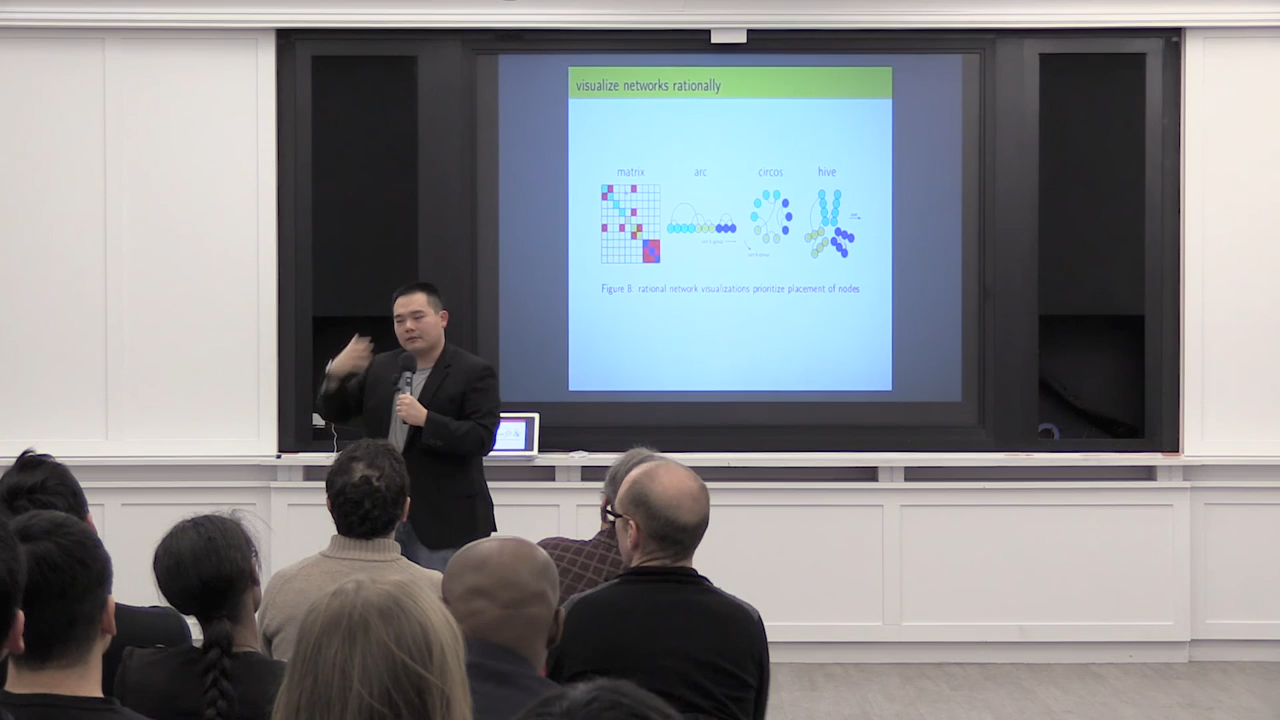 visualize networks rationally
matrix arc circos hive
Figure 8: rational network visualizations prioritize placement of nodes